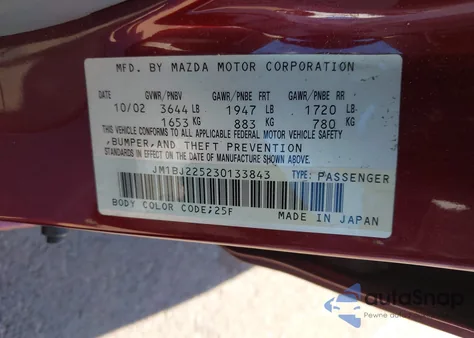 MFD. BY MAZDA MOTOR CORPORATION
DATE GVWR/PNBV GAWR/PNBE FRT GAWR/PNBE RR
10/02 3644 LB 1947 LB 1720 LB
1653 KG 883 KG 780 KG
THIS VEHICLE CONFORMS TO ALL APPLICABLE FEDERAL MOTOR VEHICLE SAFETY
,BUMPER,AND THEFT PREVENTION
STANDARDS IN EFFECT ON THE DATE OF MANUFACTURE SHOWN ABOVE.
JM1BJ225230133843 TYPE: PASSENGER
BODY COLOR CODE;25F MADE IN JAPAN
autoSnap
Pewne auto